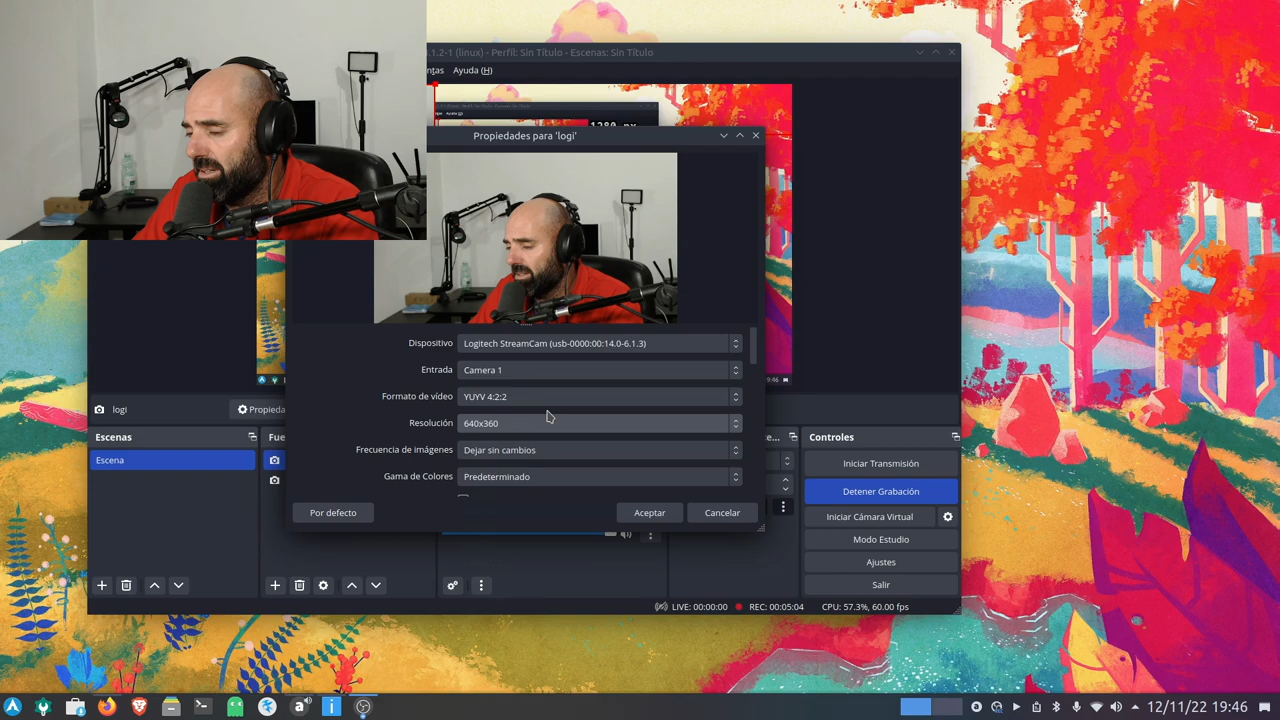 .1.2-1 (linux) - Perfil: Sin Título - Escenas: Sin Título
ntas Ayuda (H)
1280 px
Propiedades para 'logi'
Dispositivo Logitech StreamCam (usb-0000:00:14.0-6.1.3)
Entrada Camera 1
Formato de vídeo YUYV 4:2:2
Resolución 640x360
Frecuencia de imágenes Dejar sin cambios
Gama de Colores Predeterminado
Por defecto Aceptar Cancelar
19:46
logi Propieda
Escenas Fue e... Controles
Escena
Iniciar Transmisión
Detener Grabación
Iniciar Cámara Virtual
Modo Estudio
Ajustes
Salir
LIVE: 00:00:00 REC: 00:05:04 CPU: 57.3%, 60.00 fps
12/11/22 19:46